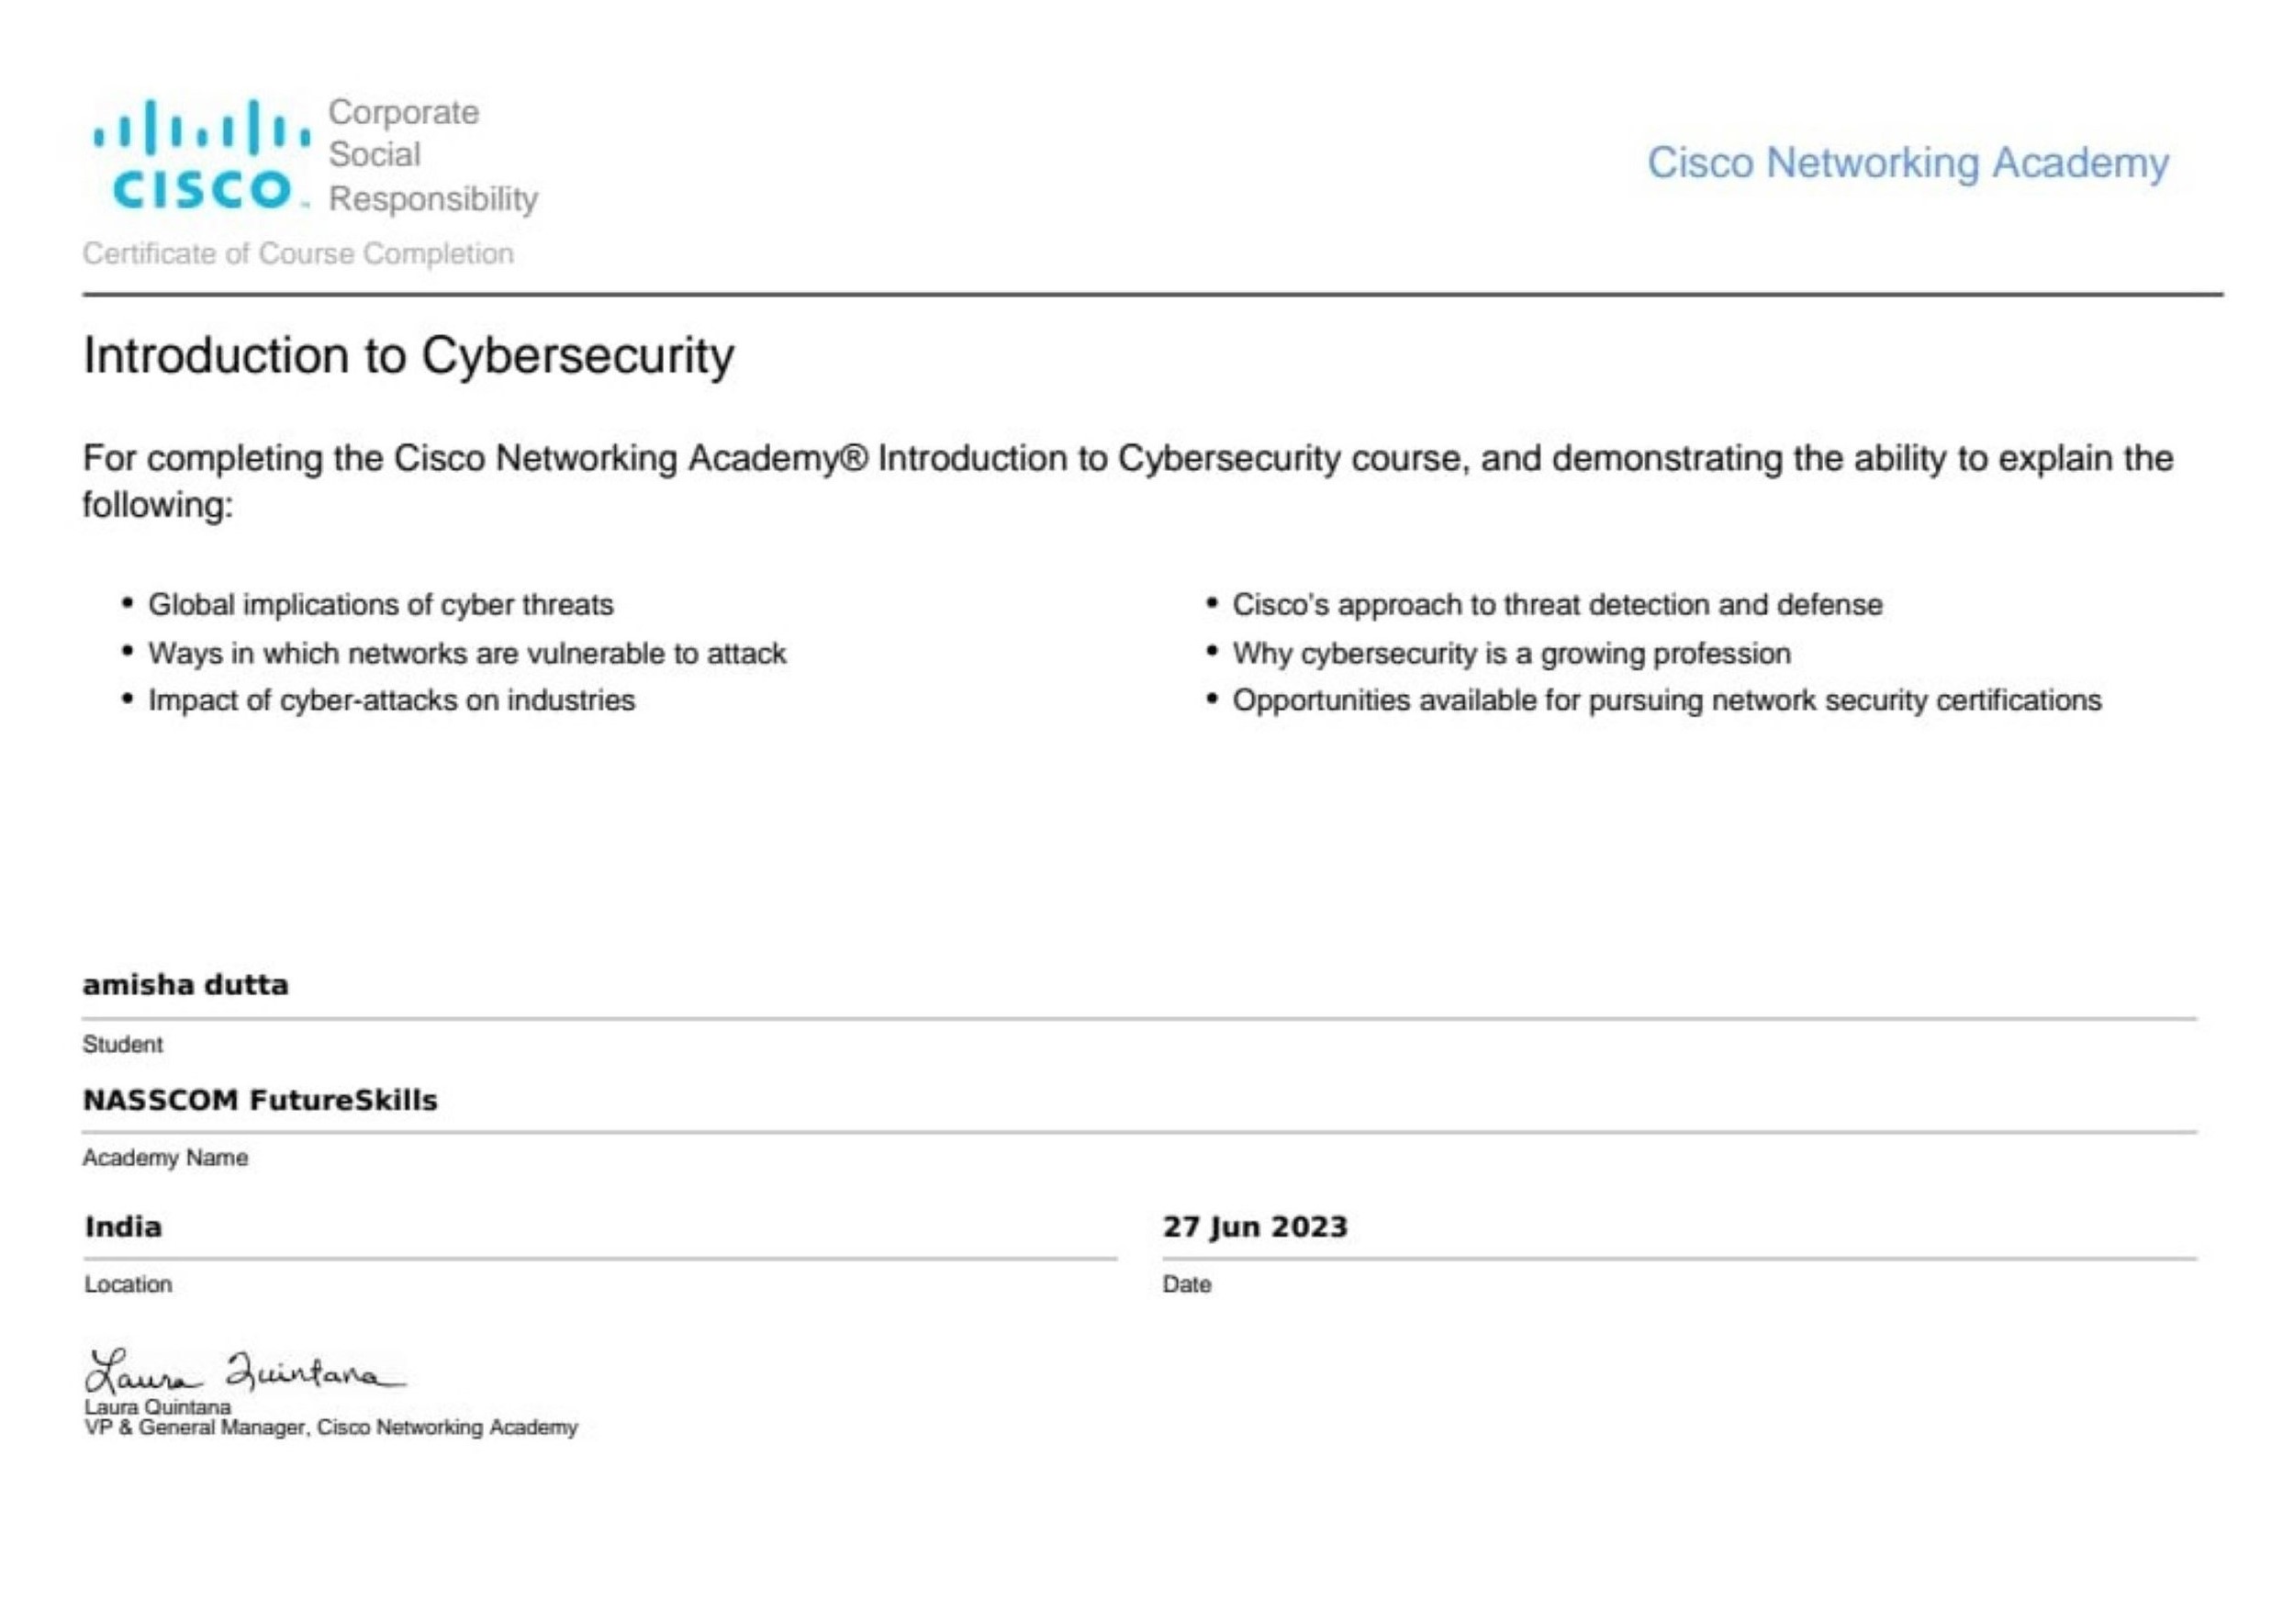 Corporate
Social
Responsibility
CISCO™
Cisco Networking Academy
Certificate of Course Completion
Introduction to Cybersecurity
For completing the Cisco Networking Academy® Introduction to Cybersecurity course, and demonstrating the ability to explain the
following:
• Global implications of cyber threats
• Ways in which networks are vulnerable to attack
• Impact of cyber-attacks on industries
• Cisco's approach to threat detection and defense
• Why cybersecurity is a growing profession
• Opportunities available for pursuing network security certifications
amisha dutta
Student
NASSCOM FutureSkills
Academy Name
India
Location
27 Jun 2023
Date
Laura Quintana
Laura Quintana
VP & General Manager, Cisco Networking Academy